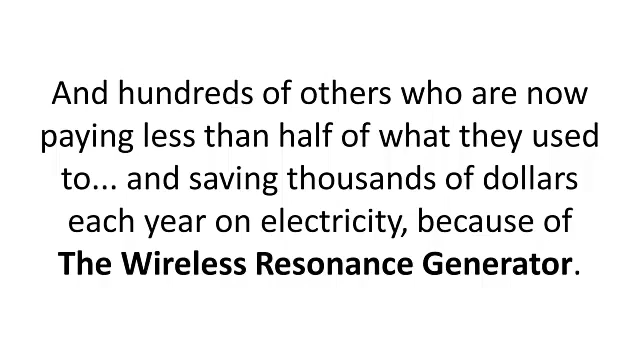 And hundreds of others who are now
paying less than half of what they used
to... and saving thousands of dollars
each year on electricity, because of
The Wireless Resonance Generator.